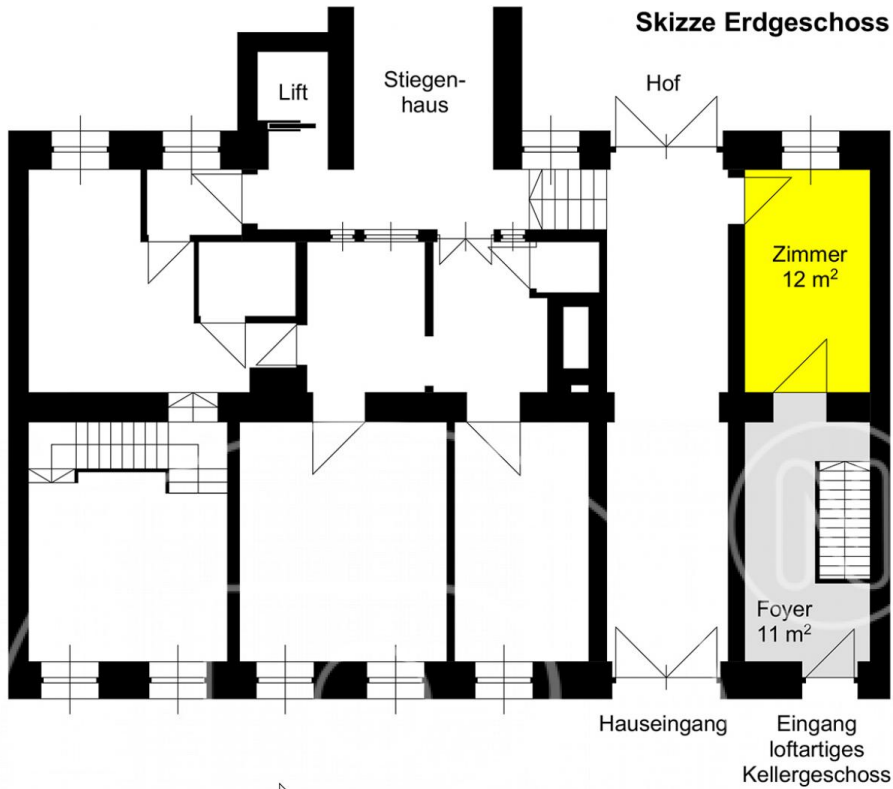 Skizze Erdgeschoss
Lift
Stiegen-
haus
Hof
Zimmer
12 m²
Foyer
11 m²
Hauseingang
Eingang
loftartiges
Kellergeschoss